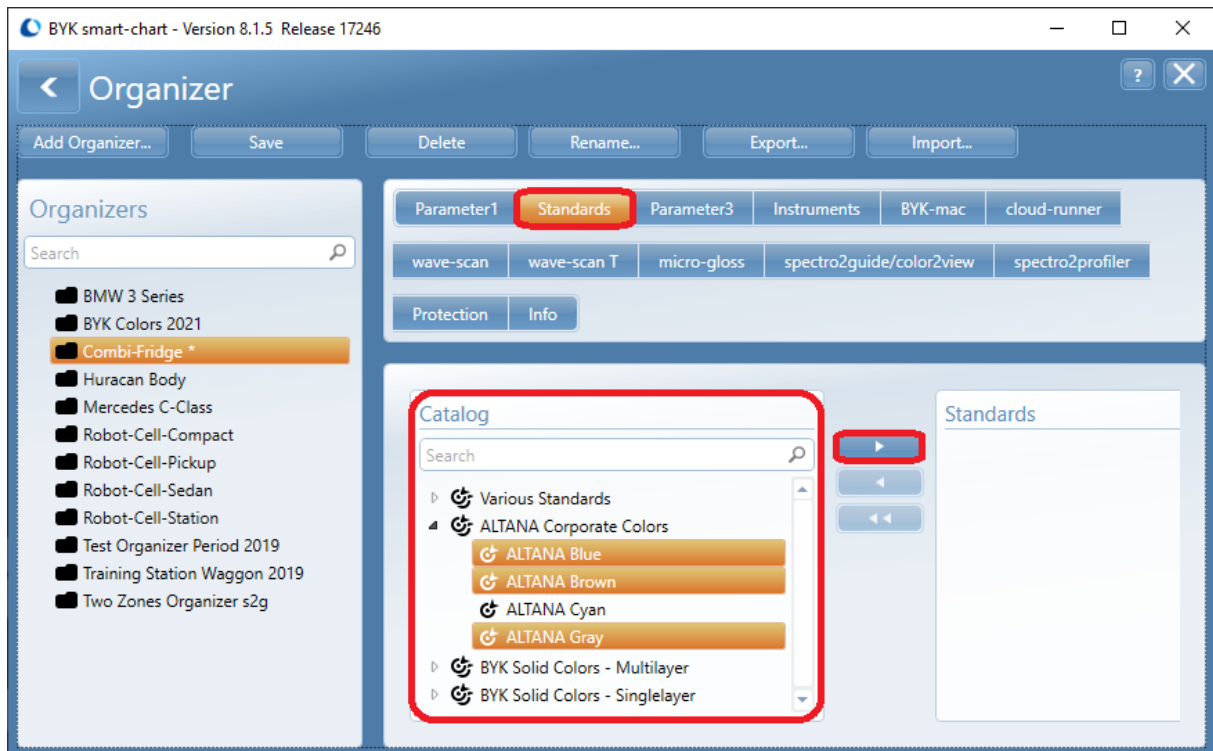 BYK smart-chart - Version 8.1.5 Release 17246
Organizer
?
Add Organizer... Save Delete Rename... Export... Import...
Organizers
Search
BMW 3 Series
BYK Colors 2021
Combi-Fridge *
Huracan Body
Mercedes C-Class
Robot-Cell-Compact
Robot-Cell-Pickup
Robot-Cell-Sedan
Robot-Cell-Station
Test Organizer Period 2019
Training Station Waggon 2019
Two Zones Organizer s2g
Parameter1 Standards Parameter3 Instruments BYK-mac cloud-runner
wave-scan wave-scan T micro-gloss spectro2guide/color2view spectro2profiler
Protection Info
Catalog
Search
Various Standards
ALTANA Corporate Colors
ALTANA Blue
ALTANA Brown
ALTANA Cyan
ALTANA Gray
BYK Solid Colors - Multilayer
BYK Solid Colors - Singlelayer
Standards